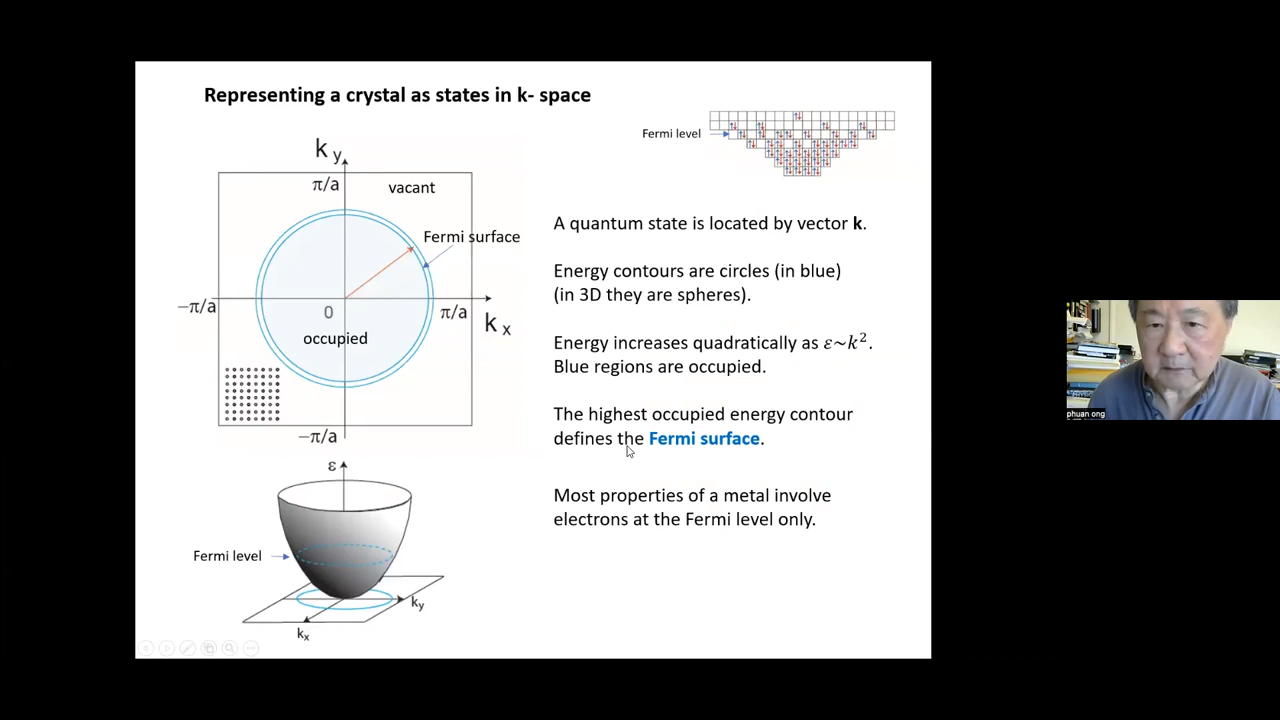 Representing a crystal as states in k- space
Fermi level
k y
π/a
vacant
Fermi surface
−π/a
0
π/a
k x
occupied
−π/a
A quantum state is located by vector k.
Energy contours are circles (in blue)
(in 3D they are spheres).
Energy increases quadratically as ε~k².
Blue regions are occupied.
The highest occupied energy contour
defines the Fermi surface.
Most properties of a metal involve
electrons at the Fermi level only.
ε
Fermi level
ky
kx
phuan ong